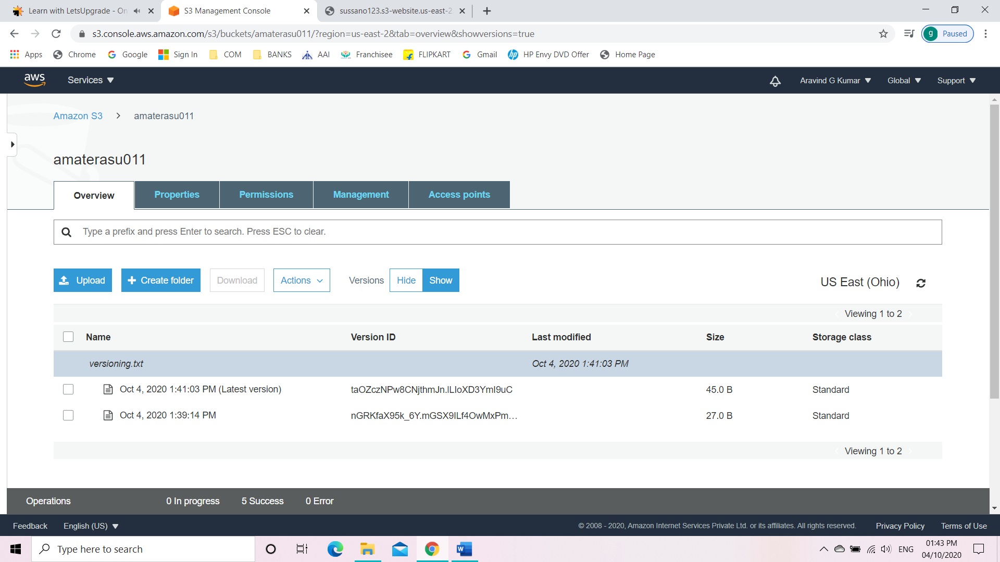 Learn with LetsUpgrade - On
S3 Management Console
sussano123.s3-website.us-east-2
s3.console.aws.amazon.com/s3/buckets/amaterasu011/?region=us-east-2&tab=overview&showversions=true
g Paused
Apps Chrome Google Sign In COM BANKS AAI Franchisee FLIPKART Gmail HP Envy DVD Offer Home Page
aws Services Aravind G Kumar Global Support
Amazon S3 > amaterasu011
amaterasu011
Overview Properties Permissions Management Access points
Type a prefix and press Enter to search. Press ESC to clear.
Upload Create folder Download Actions Versions Hide Show US East (Ohio)
Viewing 1 to 2
Name Version ID Last modified Size Storage class
versioning.txt Oct 4, 2020 1:41:03 PM
Oct 4, 2020 1:41:03 PM (Latest version) taOZczNPw8CNjthmJn.lLIoXD3YmI9uC 45.0 B Standard
Oct 4, 2020 1:39:14 PM nGRKfaX95k_6Y.mGSX9ILf4OwMxPm… 27.0 B Standard
Viewing 1 to 2
Operations 0 In progress 5 Success 0 Error
Feedback English (US) © 2008 - 2020, Amazon Internet Services Private Ltd. or its affiliates. All rights reserved. Privacy Policy Terms of Use
Type here to search ENG 01:43 PM
04/10/2020